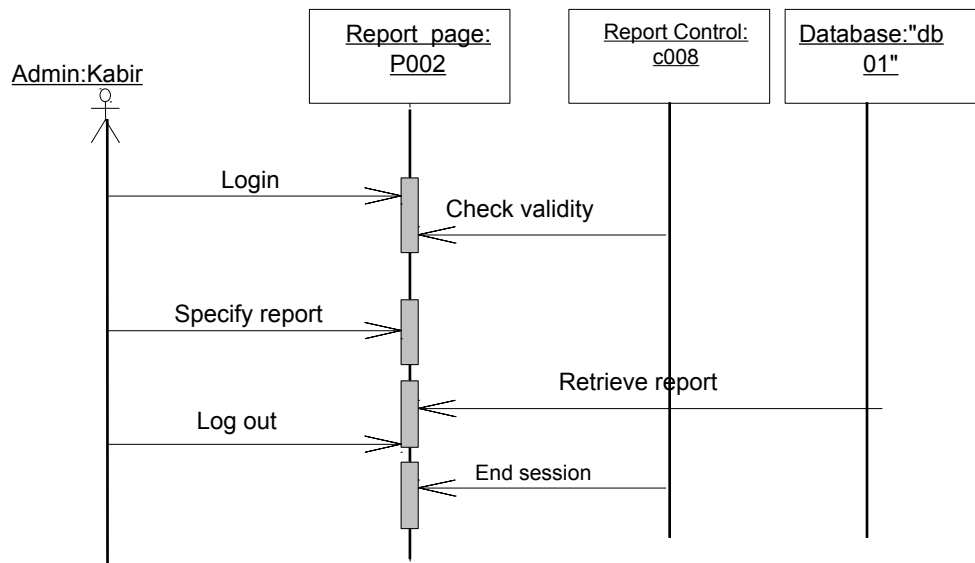 Admin:Kabir
Report page:
P002
Report Control:
c008
Database:"db
01"
Login
Check validity
Specify report
Retrieve report
Log out
End session